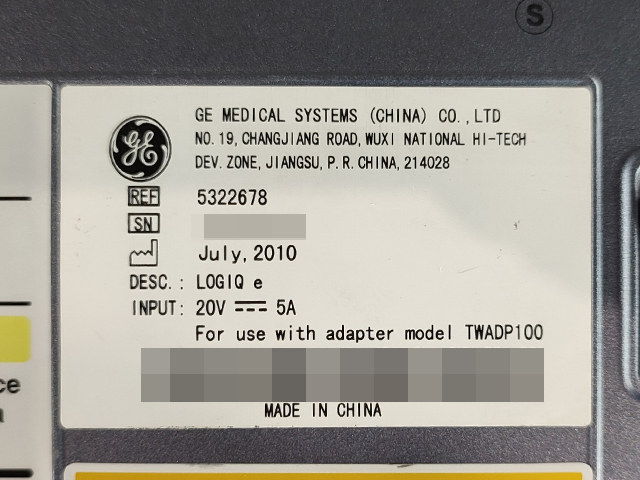 S
GE MEDICAL SYSTEMS (CHINA) CO.,LTD
NO. 19, CHANGJIANG ROAD, WUXI NATIONAL HI-TECH
DEV. ZONE, JIANGSU, P. R. CHINA, 214028
GE
REF 5322678
SN
July, 2010
DESC.: LOGIQ e
INPUT: 20V 5A
For use with adapter model TWADP100
MADE IN CHINA
ce